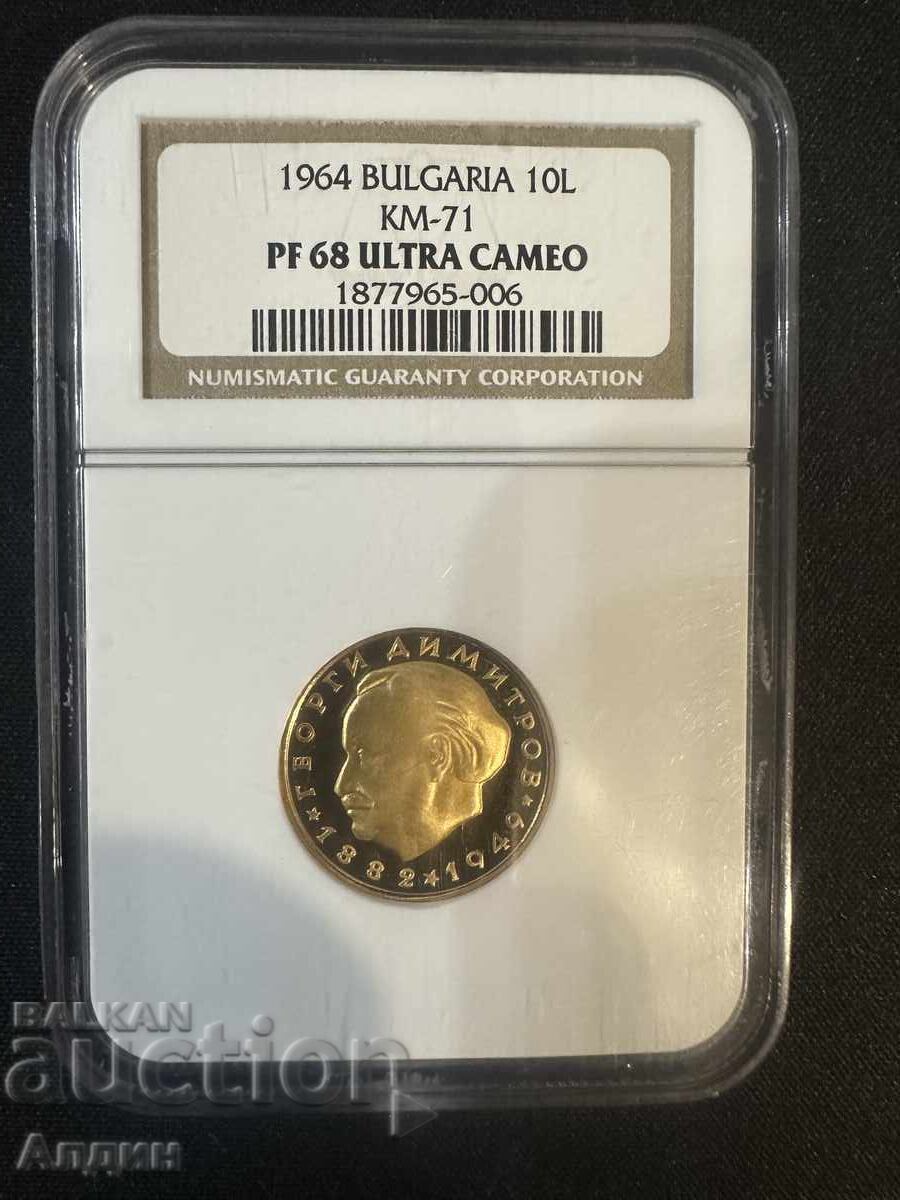 1964 BULGARIA 10L
KM-71
PF 68 ULTRA CAMEO
1877965-006
NUMISMATIC GUARANTY CORPORATION
ГЕОРГИ ДИМИТРОВ
1882 ★ 1949
BALKAN
auction
Алдин